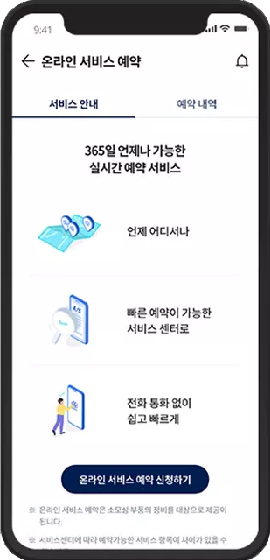 9:41
온라인 서비스 예약
서비스 안내
예약 내역
365일 언제나 가능한
실시간 예약 서비스
언제 어디서나
빠른 예약이 가능한
서비스 센터로
전화 통화 없이
쉽고 빠르게
온라인 서비스 예약 신청하기
※ 온라인 서비스 예약은 소모성 부품의 정비를 대상으로 제공이
됩니다.
※ 서비스센터에 따라 예약가능한 서비스 항목이 차이가 있을 수